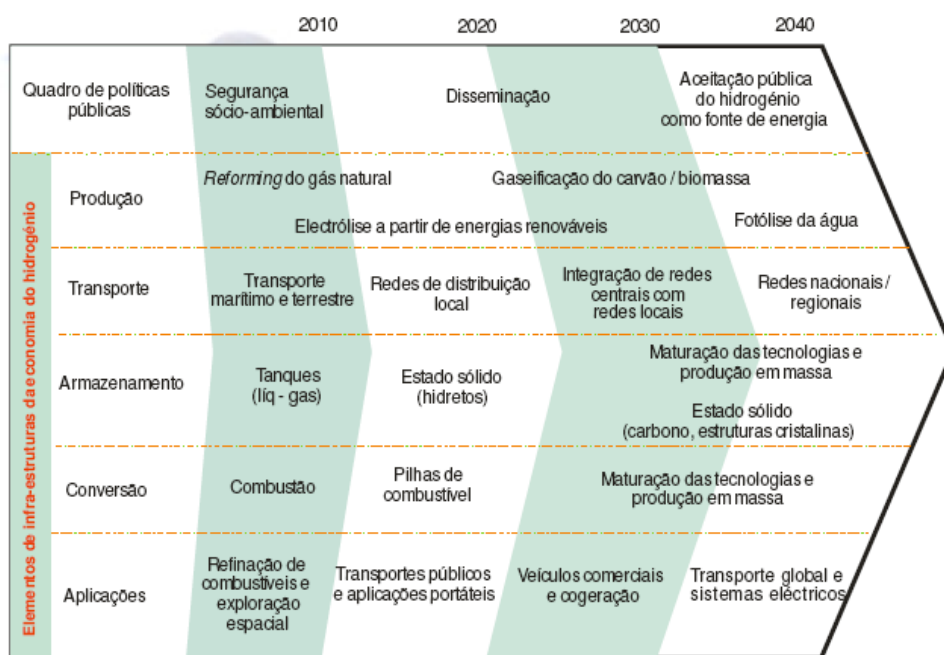 2010 2020 2030 2040
Quadro de políticas
públicas
Segurança
sócio-ambiental
Disseminação
Aceitação pública
do hidrogénio
como fonte de energia
Elementos de infra-estruturas da economia do hidrogénio
Produção
Reforming do gás natural
Gaseificação do carvão / biomassa
Electrólise a partir de energias renováveis
Fotólise da água
Transporte
Transporte
marítimo e terrestre
Redes de distribuição
local
Integração de redes
centrais com
redes locais
Redes nacionais /
regionais
Armazenamento
Tanques
(líq - gas)
Estado sólido
(hidretos)
Maturação das tecnologias e
produção em massa
Estado sólido
(carbono, estruturas cristalinas)
Conversão
Combustão
Pilhas de
combustível
Maturação das tecnologias e
produção em massa
Aplicações
Refinação de
combustíveis e
exploração
espacial
Transportes públicos
e aplicações portáteis
Veículos comerciais
e cogeração
Transporte global e
sistemas eléctricos